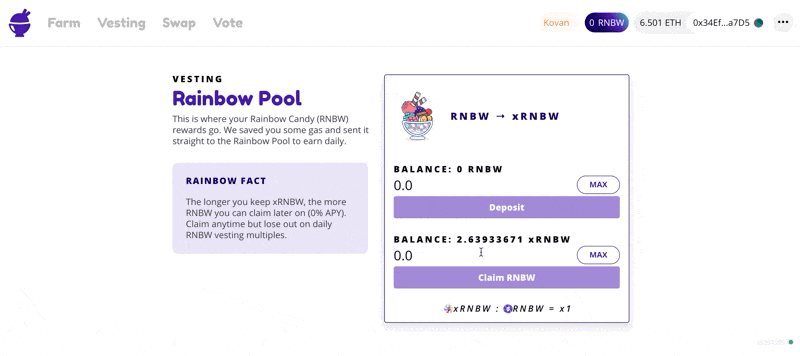 Farm Vesting Swap Vote
Kovan
0 RNBW
6.501 ETH
0x34Ef...a7D5
VESTING
Rainbow Pool
This is where your Rainbow Candy (RNBW)
rewards go. We saved you some gas and sent it
straight to the Rainbow Pool to earn daily.
RAINBOW FACT
The longer you keep xRNBW, the more
RNBW you can claim later on (0% APY).
Claim anytime but lose out on daily
RNBW vesting multiples.
RNBW → xRNBW
BALANCE: 0 RNBW
0.0
MAX
Deposit
BALANCE: 2.63933671 xRNBW
0.0
MAX
Claim RNBW
xRNBW : RNBW = x1